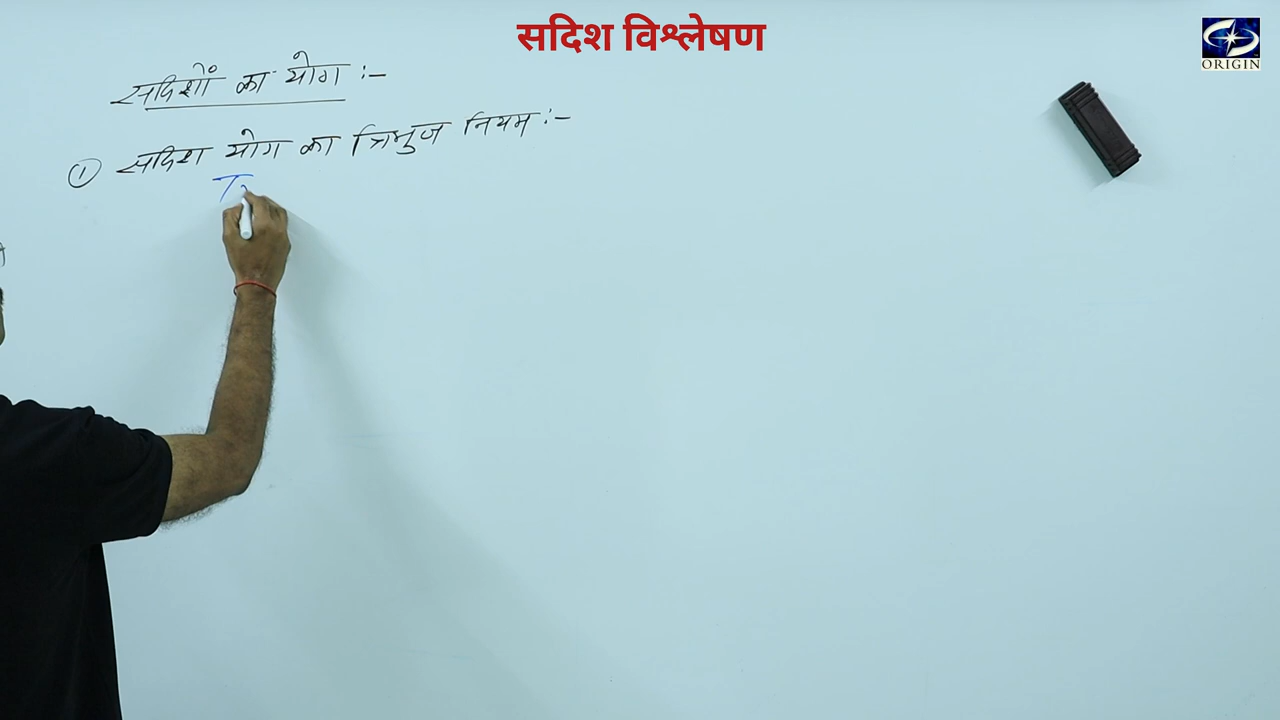 सदिश विश्लेषण
ORIGIN
सदिशों का योग :-
① सदिश योग का त्रिभुज नियम :-
T